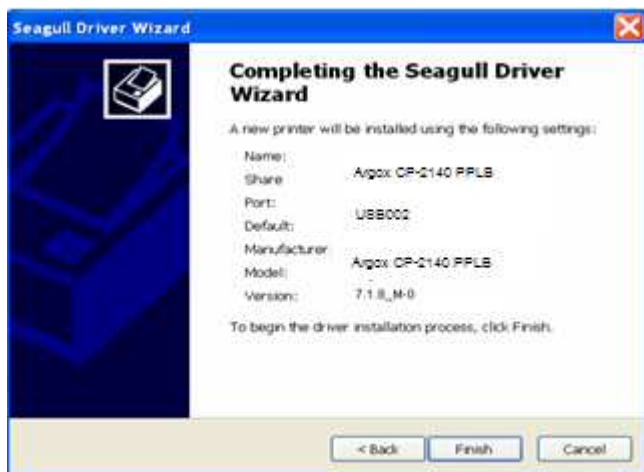 Seagull Driver Wizard
Completing the Seagull Driver
Wizard
A new printer will be installed using the following settings:
Name:
Share
Argox CP-2140 PPLB
Port:
USB002
Default:
Manufacturer
Argox CP-2140 PPLB
Model:
Version:
7.1.8_M-0
To begin the driver installation process, click Finish.
< Back
Finish
Cancel